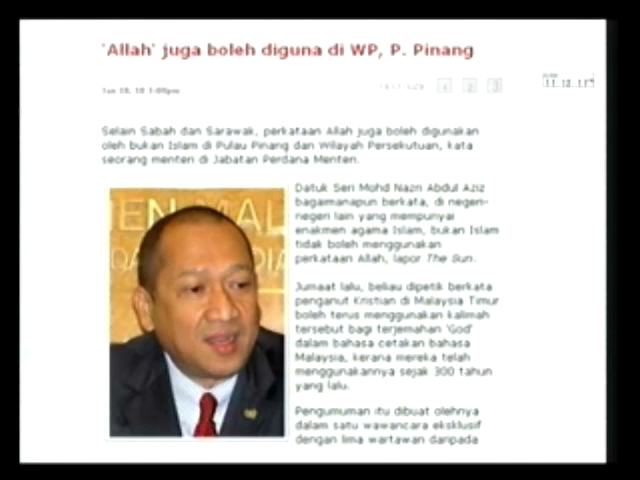 'Allah' juga boleh diguna di WP, P. Pinang
Jan 18, 10 1:08pm
Selain Sabah dan Sarawak, perkataan Allah juga boleh digunakan
oleh bukan Islam di Pulau Pinang dan Wilayah Persekutuan, kata
seorang menteri di Jabatan Perdana Menteri.
Datuk Seri Mohd Nazri Abdul Aziz
bagaimanapun berkata, di negeri-
negeri lain yang mempunyai
enakmen agama Islam, bukan Islam
tidak boleh menggunakan
perkataan Allah, lapor The Sun.
Jumaat lalu, beliau dipetik berkata
penganut Kristian di Malaysia Timur
boleh terus menggunakan kalimah
tersebut bagi terjemahan 'God'
dalam bahasa cetakan bahasa
Malaysia, kerana mereka telah
menggunakannya sejak 300 tahun
yang lalu.
Pengumuman itu dibuat olehnya
dalam satu wawancara eksklusif
dengan lima wartawan daripada